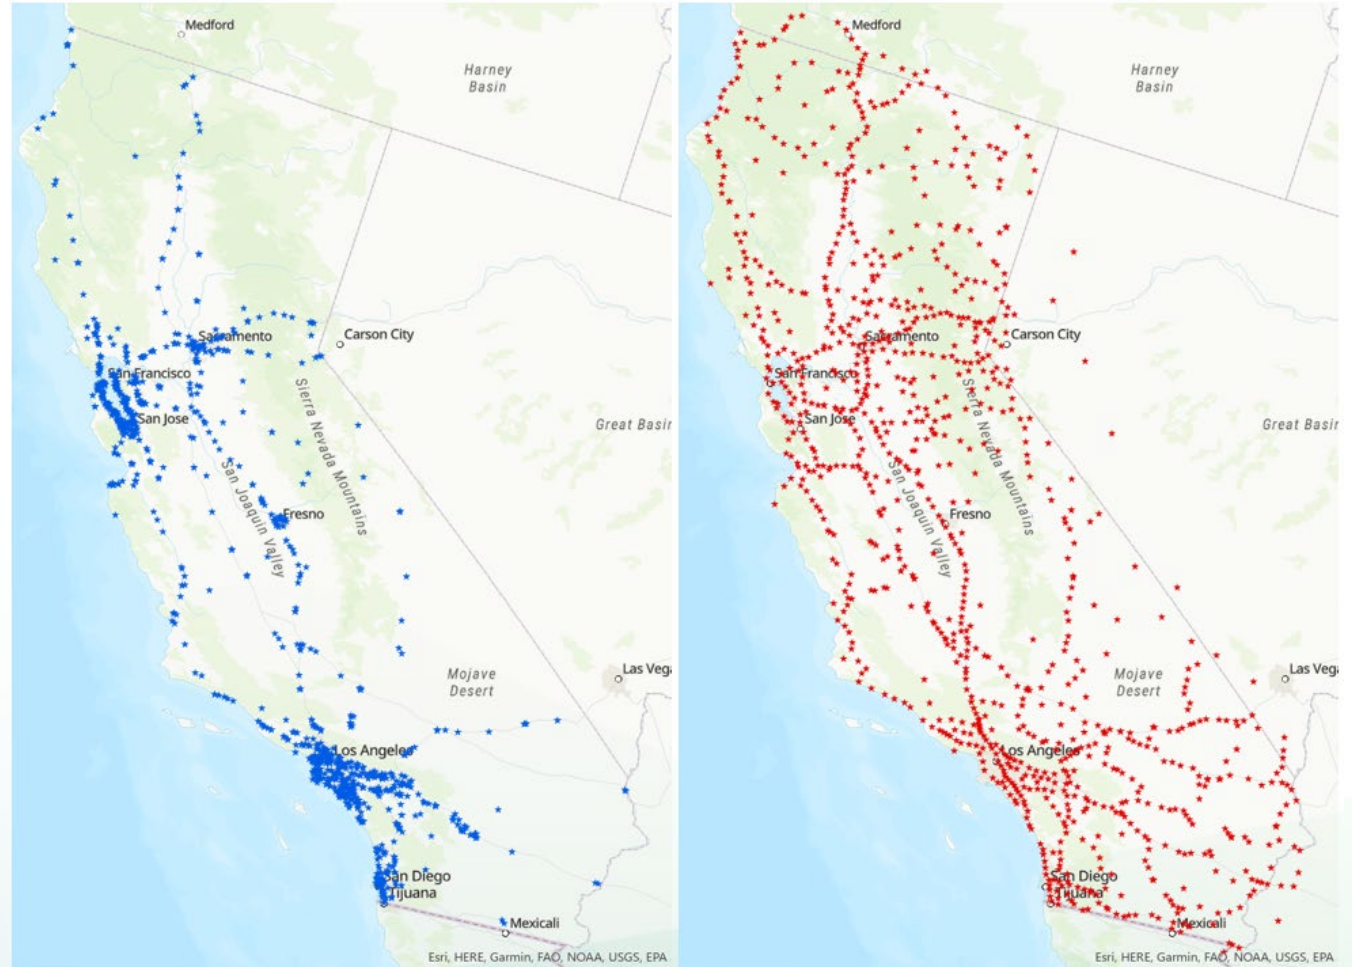 Medford
Harney
Basin
Sacramento
Carson City
San Francisco
San Jose
Great Basin
Sierra Nevada Mountains
San Joaquin Valley
Fresno
Mojave
Desert
Las Vega
Los Angeles
San Diego
Tijuana
Mexicali
Esri, HERE, Garmin, FAO, NOAA, USGS, EPA
Medford
Harney
Basin
Sacramento
Carson City
San Francisco
San Jose
Great Basin
Sierra Nevada Mountains
San Joaquin Valley
Fresno
Mojave
Desert
Las Vega
Los Angeles
San Diego
Tijuana
Mexicali
Esri, HERE, Garmin, FAO, NOAA, USGS, EPA